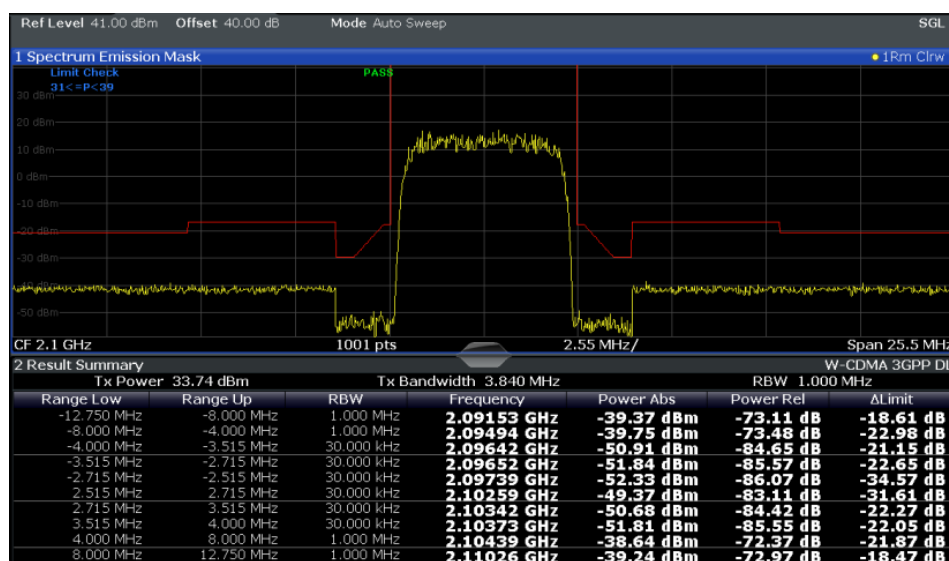 Ref Level 41.00 dBm Offset 40.00 dB Mode Auto Sweep SGL
1 Spectrum Emission Mask 1Rm Clrw
Limit Check PASS
31<=P<39
30 dBm
20 dBm
10 dBm
0 dBm
-10 dBm
-20 dBm
-30 dBm
-40 dBm
-50 dBm
CF 2.1 GHz 1001 pts 2.55 MHz/ Span 25.5 MHz
2 Result Summary W-CDMA 3GPP DL
Tx Power 33.74 dBm Tx Bandwidth 3.840 MHz RBW 1.000 MHz
Range Low Range Up RBW Frequency Power Abs Power Rel ΔLimit
-12.750 MHz -8.000 MHz 1.000 MHz 2.09153 GHz -39.37 dBm -73.11 dB -18.61 dB
-8.000 MHz -4.000 MHz 1.000 MHz 2.09494 GHz -39.75 dBm -73.48 dB -22.98 dB
-4.000 MHz -3.515 MHz 30.000 kHz 2.09642 GHz -50.91 dBm -84.65 dB -21.15 dB
-3.515 MHz -2.715 MHz 30.000 kHz 2.09652 GHz -51.84 dBm -85.57 dB -22.65 dB
-2.715 MHz -2.515 MHz 30.000 kHz 2.09739 GHz -52.33 dBm -86.07 dB -34.57 dB
2.515 MHz 2.715 MHz 30.000 kHz 2.10259 GHz -49.37 dBm -83.11 dB -31.61 dB
2.715 MHz 3.515 MHz 30.000 kHz 2.10342 GHz -50.68 dBm -84.42 dB -22.27 dB
3.515 MHz 4.000 MHz 30.000 kHz 2.10373 GHz -51.81 dBm -85.55 dB -22.05 dB
4.000 MHz 8.000 MHz 1.000 MHz 2.10439 GHz -38.64 dBm -72.37 dB -21.87 dB
8.000 MHz 12.750 MHz 1.000 MHz 2.11026 GHz -39.24 dBm -72.97 dB -18.47 dB